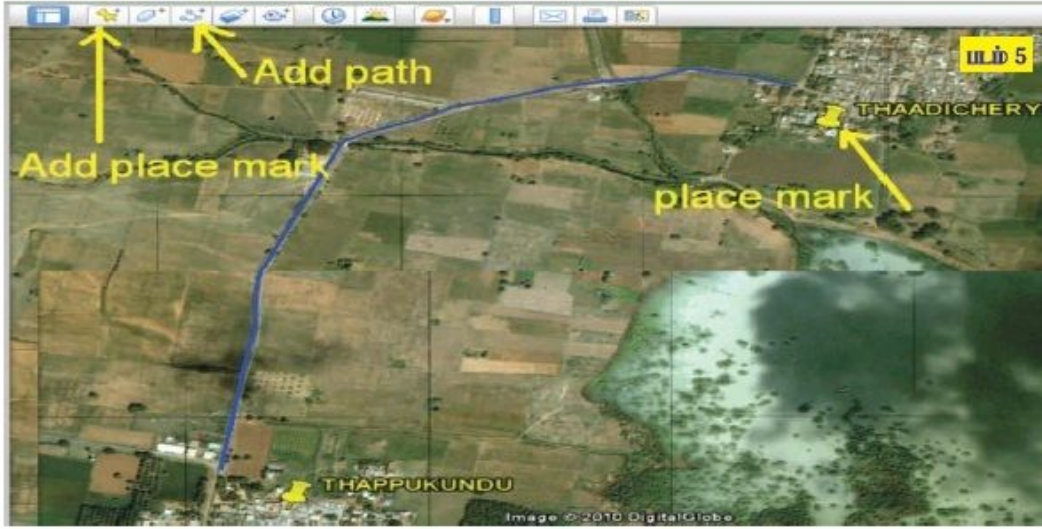 Add path
படம் 5
THAADICHERY
Add place mark
place mark
THAPPUKUNDU
Image © 2010 DigitalGlobe